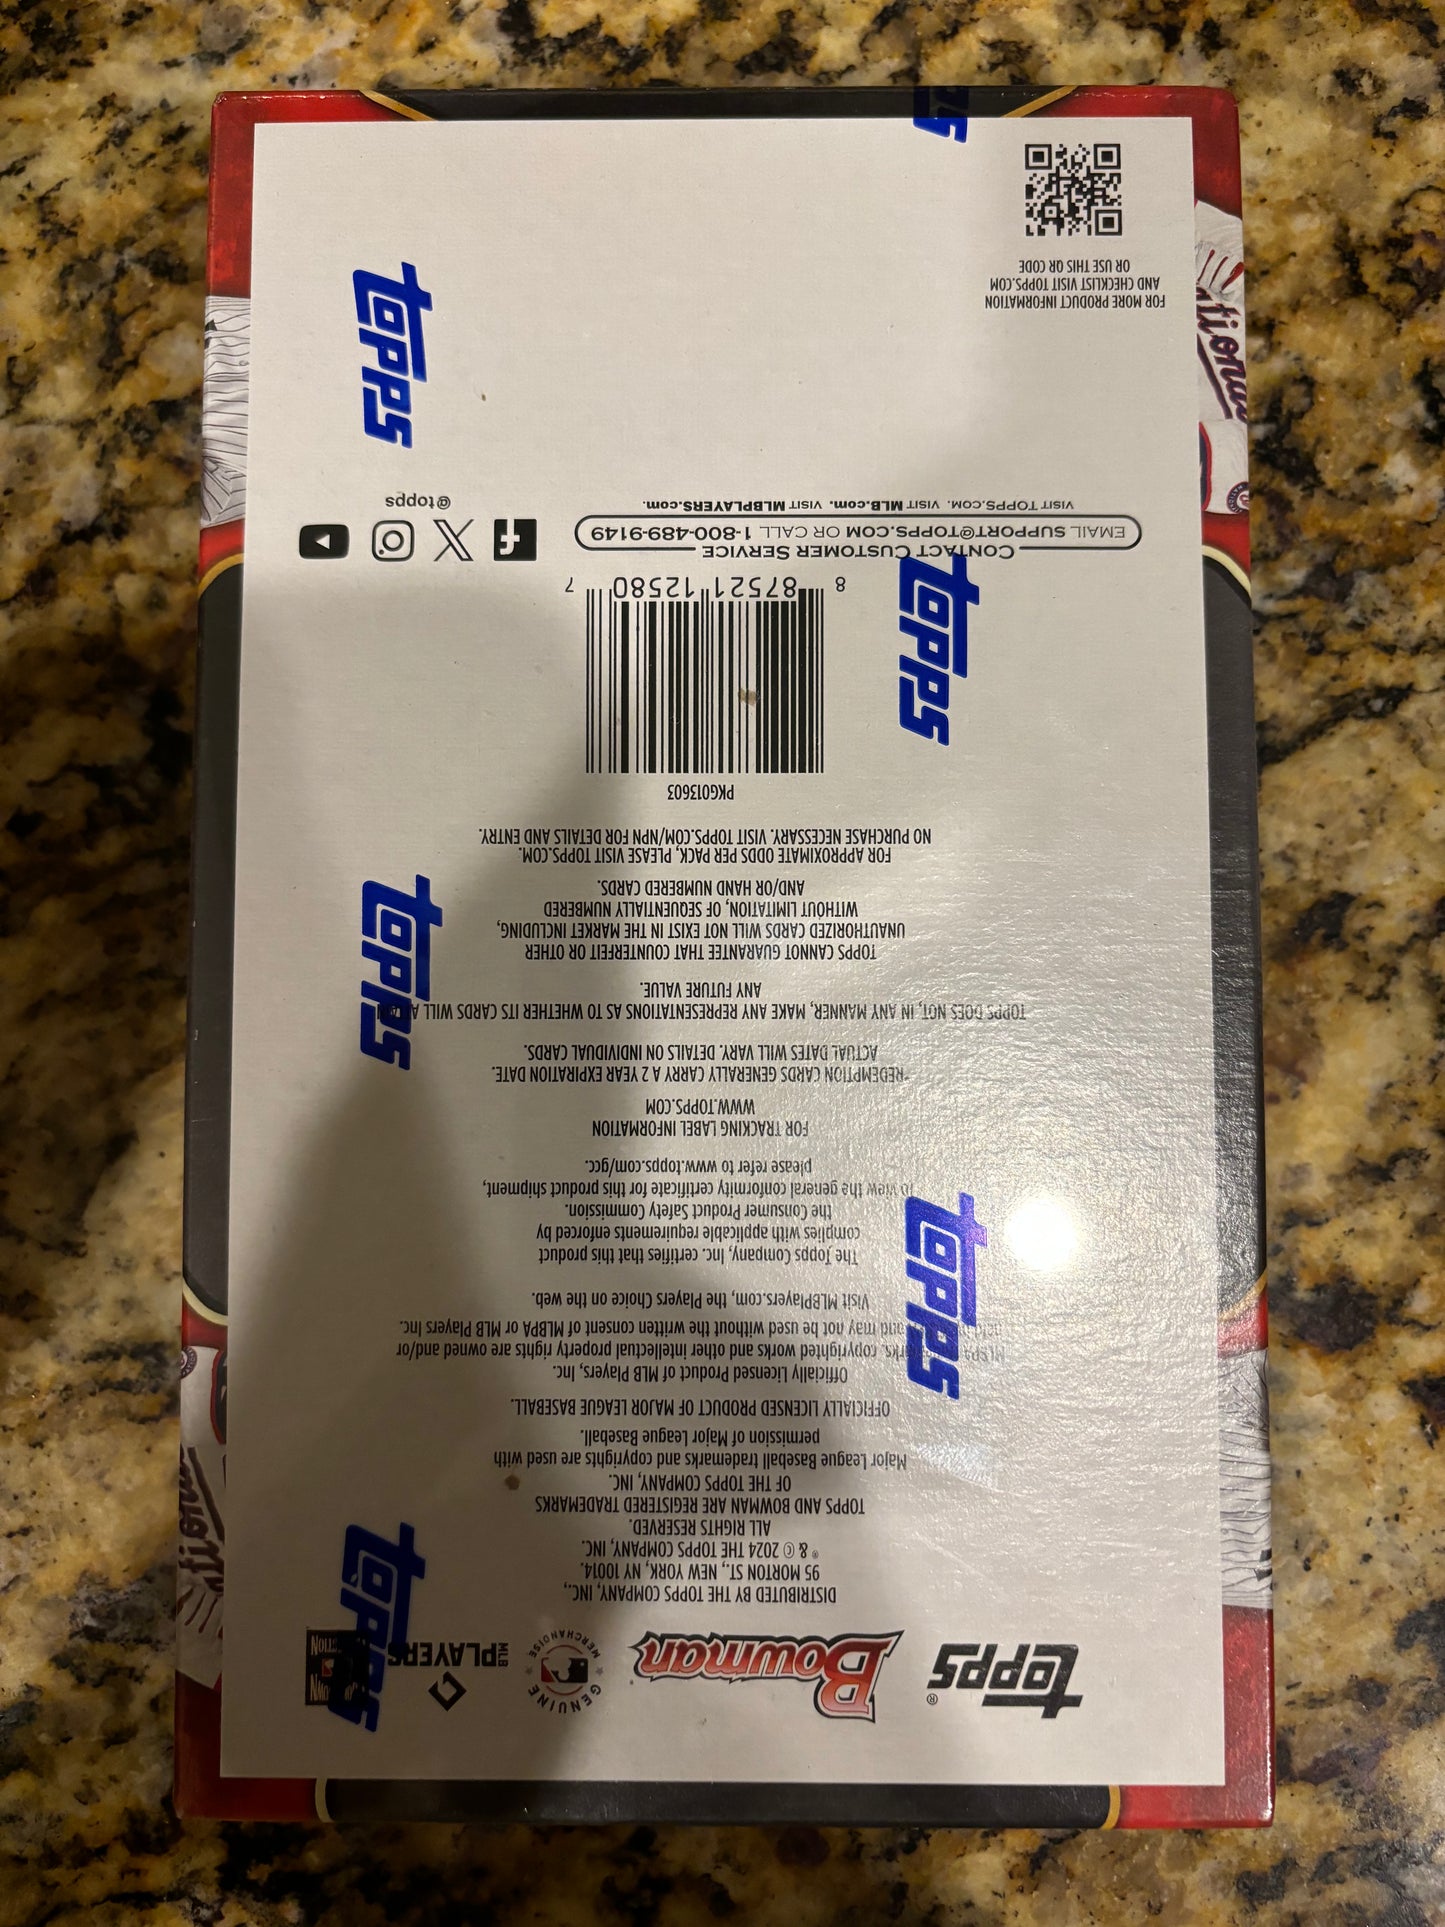 topps®
Bowman
GENUINE MERCHANDISE
MLB PLAYERS
topps
DISTRIBUTED BY THE TOPPS COMPANY, INC.,
95 MORTON ST., NEW YORK, NY 10014.
® & © 2024 THE TOPPS COMPANY, INC.
ALL RIGHTS RESERVED.
TOPPS AND BOWMAN ARE REGISTERED TRADEMARKS
OF THE TOPPS COMPANY, INC.
Major League Baseball trademarks and copyrights are used with
permission of Major League Baseball.
OFFICIALLY LICENSED PRODUCT OF MAJOR LEAGUE BASEBALL.
Officially Licensed Product of MLB Players, Inc.
copyrighted works and other intellectual property rights are owned and/or
and may not be used without the written consent of MLBPA or MLB Players Inc.
topps
Visit MLBPlayers.com, the Players Choice on the web.
The Topps Company, Inc. certifies that this product
complies with applicable requirements enforced by
the Consumer Product Safety Commission.
To view the general conformity certificate for this product shipment,
please refer to www.topps.com/gcc.
FOR TRACKING LABEL INFORMATION
WWW.TOPPS.COM
*REDEMPTION CARDS GENERALLY CARRY A 2 YEAR EXPIRATION DATE.
ACTUAL DATES WILL VARY. DETAILS ON INDIVIDUAL CARDS.
TOPPS DOES NOT, IN ANY MANNER, MAKE ANY REPRESENTATIONS AS TO WHETHER ITS CARDS WILL
ANY FUTURE VALUE.
topps
TOPPS CANNOT GUARANTEE THAT COUNTERFEIT OR OTHER
UNAUTHORIZED CARDS WILL NOT EXIST IN THE MARKET INCLUDING,
WITHOUT LIMITATION, OF SEQUENTIALLY NUMBERED
AND/OR HAND NUMBERED CARDS.
FOR APPROXIMATE ODDS PER PACK, PLEASE VISIT TOPPS.COM.
NO PURCHASE NECESSARY. VISIT TOPPS.COM/NPN FOR DETAILS AND ENTRY.
PKG013603
8 87521 12580 7
topps
CONTACT CUSTOMER SERVICE
EMAIL SUPPORT@TOPPS.COM OR CALL 1-800-489-9149
VISIT TOPPS.COM. VISIT MLB.com. VISIT MLBPLAYERS.com.
@topps
topps
FOR MORE PRODUCT INFORMATION
AND CHECKLIST VISIT TOPPS.COM
OR USE THIS QR CODE